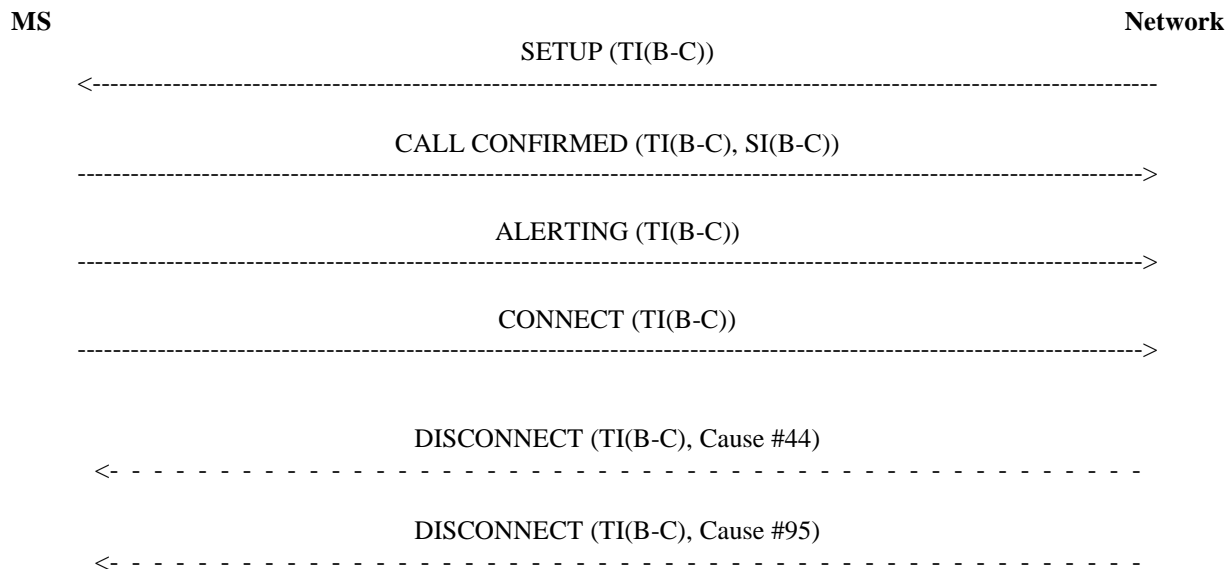 MS Network
SETUP (TI(B-C))
<----------------------------------------------------------------------------------------------------------------------------
CALL CONFIRMED (TI(B-C), SI(B-C))
---------------------------------------------------------------------------------------------------------------------------->
ALERTING (TI(B-C))
---------------------------------------------------------------------------------------------------------------------------->
CONNECT (TI(B-C))
---------------------------------------------------------------------------------------------------------------------------->
DISCONNECT (TI(B-C), Cause #44)
<- - - - - - - - - - - - - - - - - - - - - - - - - - - - - - - - - - - - - - - - - - - - - - -
DISCONNECT (TI(B-C), Cause #95)
<- - - - - - - - - - - - - - - - - - - - - - - - - - - - - - - - - - - - - - - - - - - - - - -